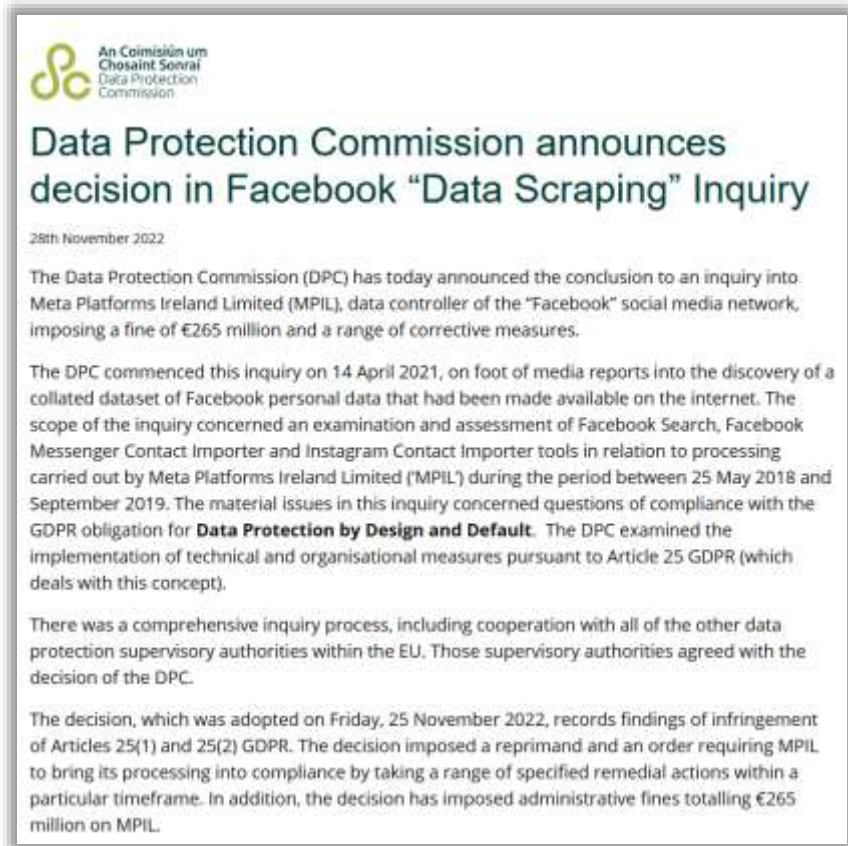 An Coimisiún um
Chosaint Sonraí
Data Protection
Commission
Data Protection Commission announces
decision in Facebook “Data Scraping” Inquiry
28th November 2022
The Data Protection Commission (DPC) has today announced the conclusion to an inquiry into
Meta Platforms Ireland Limited (MPIL), data controller of the “Facebook” social media network,
imposing a fine of €265 million and a range of corrective measures.
The DPC commenced this inquiry on 14 April 2021, on foot of media reports into the discovery of a
collated dataset of Facebook personal data that had been made available on the internet. The
scope of the inquiry concerned an examination and assessment of Facebook Search, Facebook
Messenger Contact Importer and Instagram Contact Importer tools in relation to processing
carried out by Meta Platforms Ireland Limited (‘MPIL’) during the period between 25 May 2018 and
September 2019. The material issues in this inquiry concerned questions of compliance with the
GDPR obligation for Data Protection by Design and Default. The DPC examined the
implementation of technical and organisational measures pursuant to Article 25 GDPR (which
deals with this concept).
There was a comprehensive inquiry process, including cooperation with all of the other data
protection supervisory authorities within the EU. Those supervisory authorities agreed with the
decision of the DPC.
The decision, which was adopted on Friday, 25 November 2022, records findings of infringement
of Articles 25(1) and 25(2) GDPR. The decision imposed a reprimand and an order requiring MPIL
to bring its processing into compliance by taking a range of specified remedial actions within a
particular timeframe. In addition, the decision has imposed administrative fines totalling €265
million on MPIL.